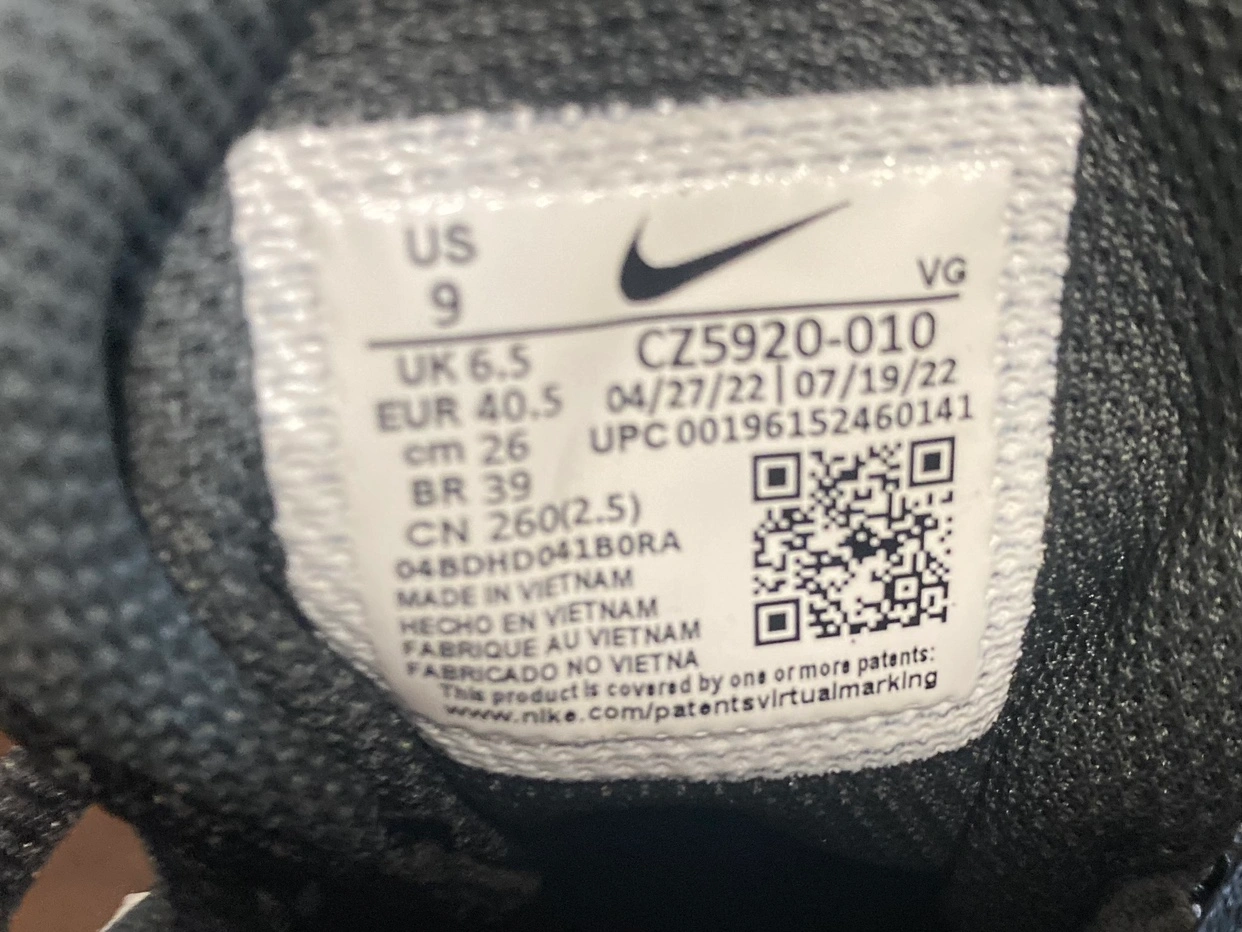 US
9
VG
UK 6.5
EUR 40.5
cm 26
BR 39
CN 260(2.5)
CZ5920-010
04/27/22 | 07/19/22
UPC 00196152460141
04BDHD041B0RA
MADE IN VIETNAM
HECHO EN VIETNAM
FABRIQUE AU VIETNAM
FABRICADO NO VIETNA
This product is covered by one or more patents:
www.nike.com/patentsvirtualmarking